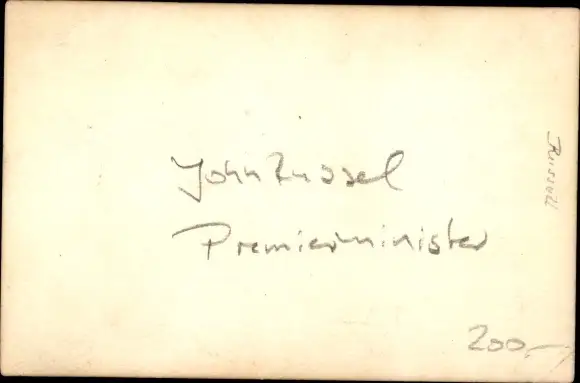 John Russel
Premierminister
Russell
200,-